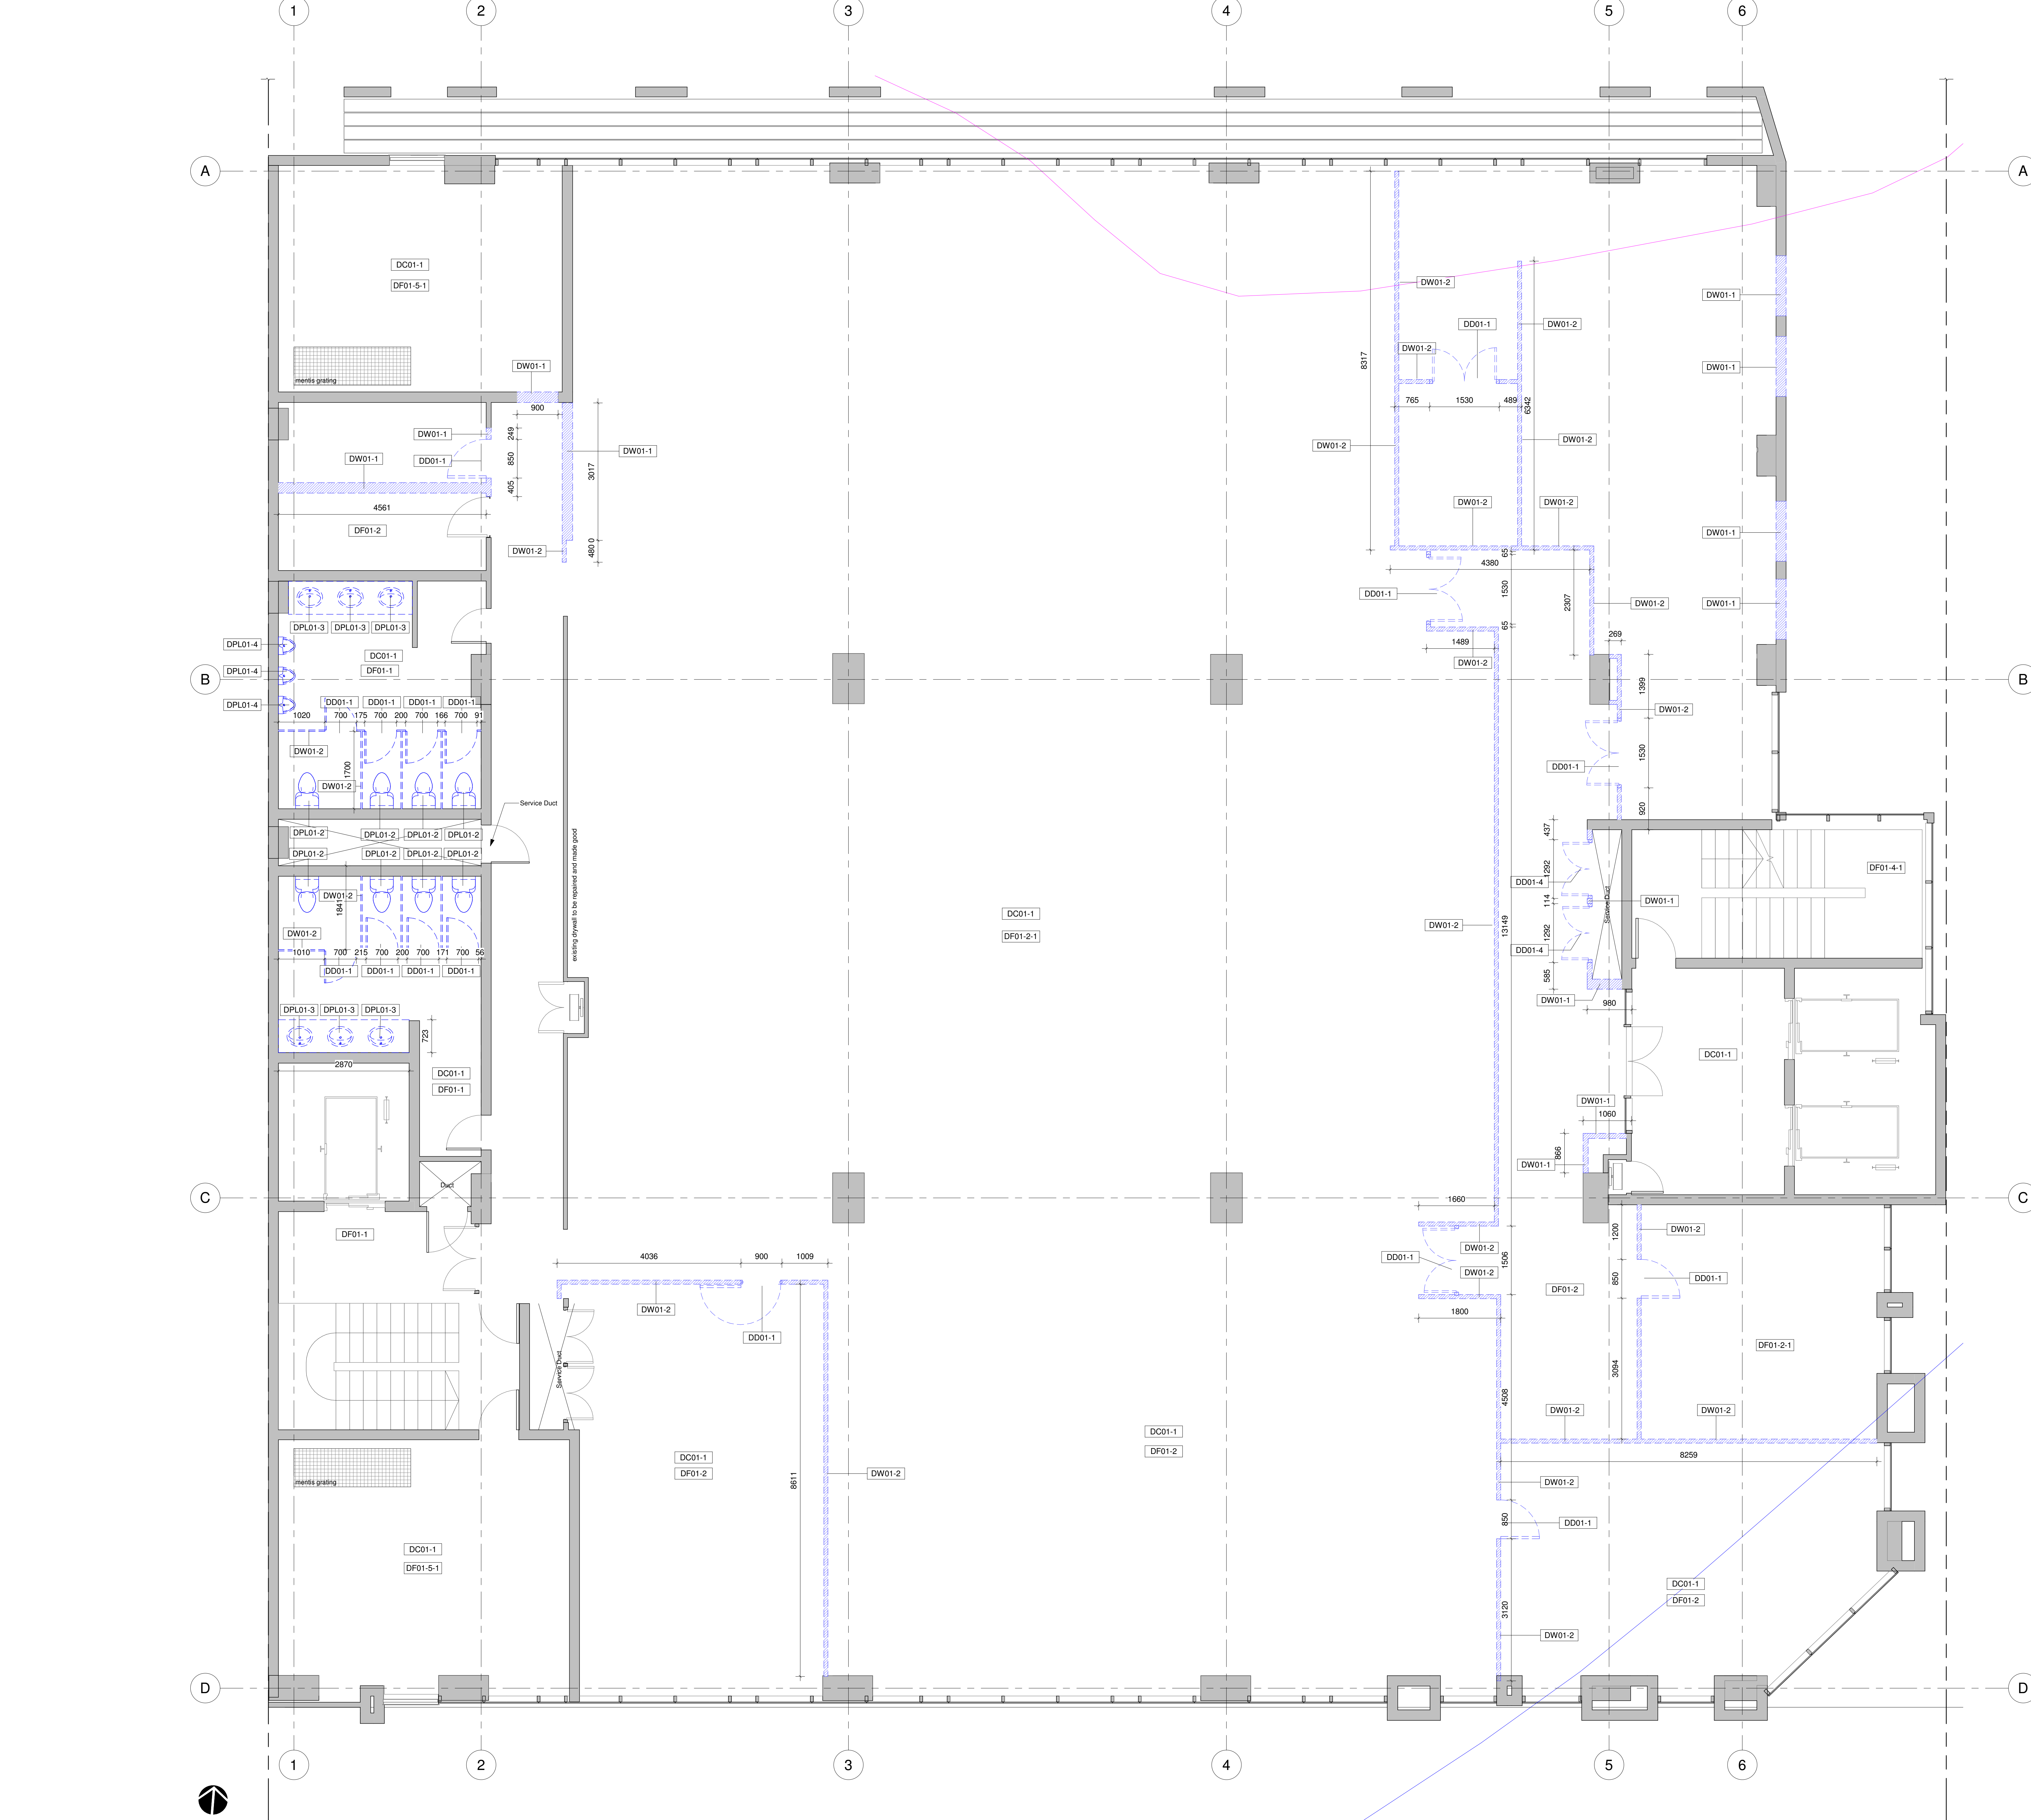 1 2 3 4 5 6
A A
DC01-1
DF01-5-1
mentis grating
DW01-1
900
DW01-1
249
DD01-1
850
DW01-1
405
4561
DF01-2
DW01-1
3017
DW01-2
480 0
DW01-2
DD01-1
DW01-2
DW01-2
8317
765 1530 489
6342
DW01-2
DW01-2
DW01-2
DW01-2
DW01-1
DW01-1
DW01-1
DW01-1
65
4380
DD01-1
1530
2307
DW01-2
65
1489
DW01-2
269
DPL01-3 DPL01-3 DPL01-3
DPL01-4
DC01-1
DF01-1
DPL01-4
B B
DPL01-4
DD01-1 DD01-1 DD01-1 DD01-1
1020 700 175 700 200 700 166 700 91
DW01-2
1700
DW01-2
1399
DW01-2
1530
DD01-1
920
Service Duct
DPL01-2 DPL01-2 DPL01-2 DPL01-2
DPL01-2 DPL01-2 DPL01-2 DPL01-2
DW01-2
1841
DW01-2
1010 700 215 700 200 700 171 700 56
DD01-1 DD01-1 DD01-1 DD01-1
existing drywall to be repaired and made good
DPL01-3 DPL01-3 DPL01-3
723
2870
DC01-1
DF01-1
DC01-1
DF01-2-1
DW01-2
13149
437
1292
DD01-4
114
DW01-1
Service Duct
1292
DD01-4
585
DW01-1
980
DF01-4-1
DC01-1
DW01-1
1060
866
DW01-1
Duct
C C
DF01-1
1660
DW01-2
DD01-1
1506
DW01-2
1800
4036 900 1009
DW01-2
DD01-1
Service Duct
1200
DW01-2
850
DD01-1
DF01-2
DF01-2-1
3094
4508
DW01-2
DW01-2
8259
DC01-1
DF01-2
8611
DW01-2
DC01-1
DF01-2
mentis grating
DW01-2
850
DD01-1
DC01-1
DF01-5-1
DC01-1
DF01-2
3120
DW01-2
D D
1 2 3 4 5 6